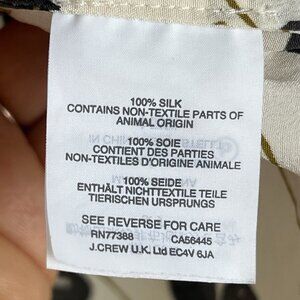 100% SILK
CONTAINS NON-TEXTILE PARTS OF
ANIMAL ORIGIN
100% SOIE
CONTIENT DES PARTIES
NON-TEXTILES D'ORIGINE ANIMALE
100% SEIDE
ENTHÄLT NICHTTEXTILE TEILE
TIERISCHEN URSPRUNGS
SEE REVERSE FOR CARE
RN77388 CA56445
J.CREW U.K. Ltd EC4V 6JA